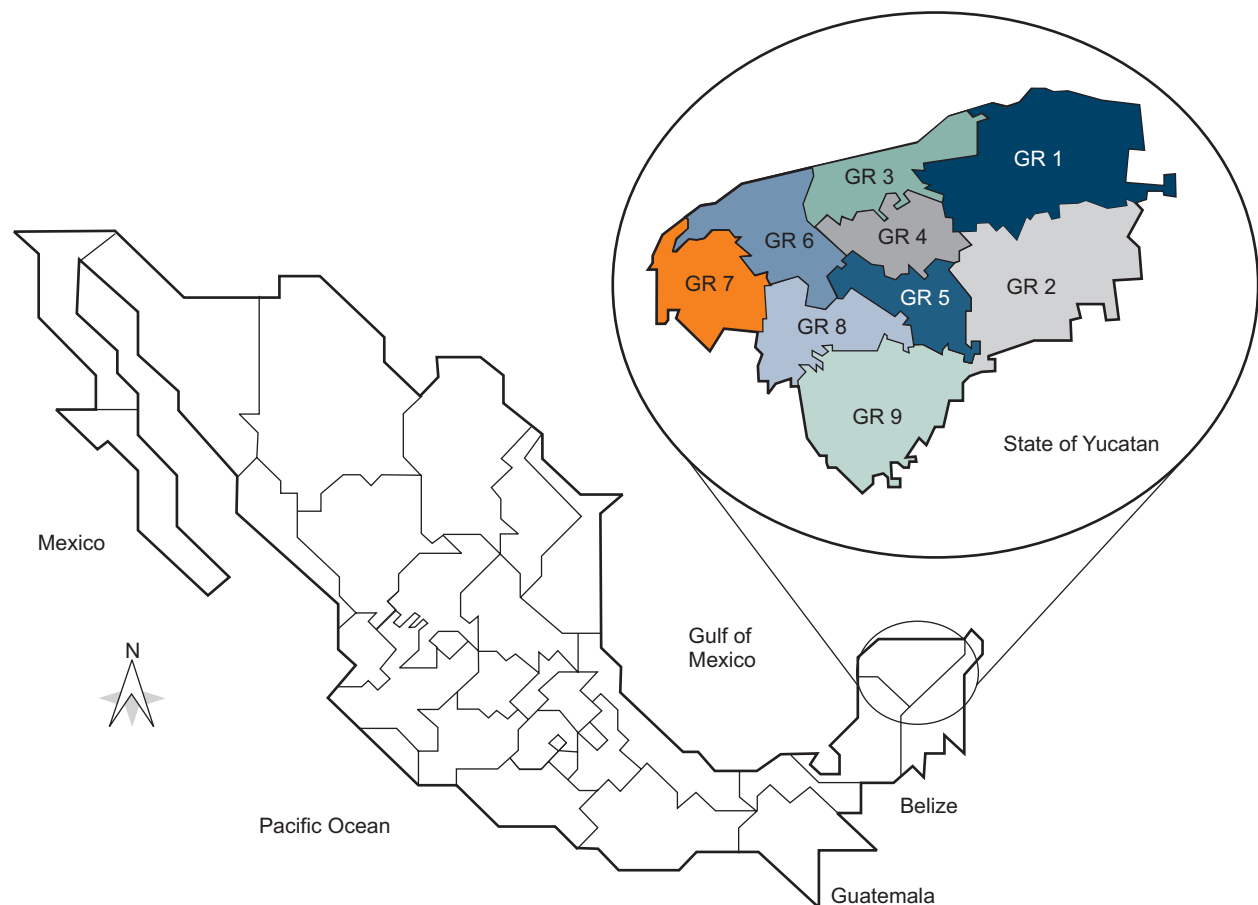 GR 1
GR 3
GR 4
GR 6
GR 7
GR 5
GR 2
GR 8
GR 9
State of Yucatan
Mexico
N
Gulf of
Mexico
Pacific Ocean
Belize
Guatemala